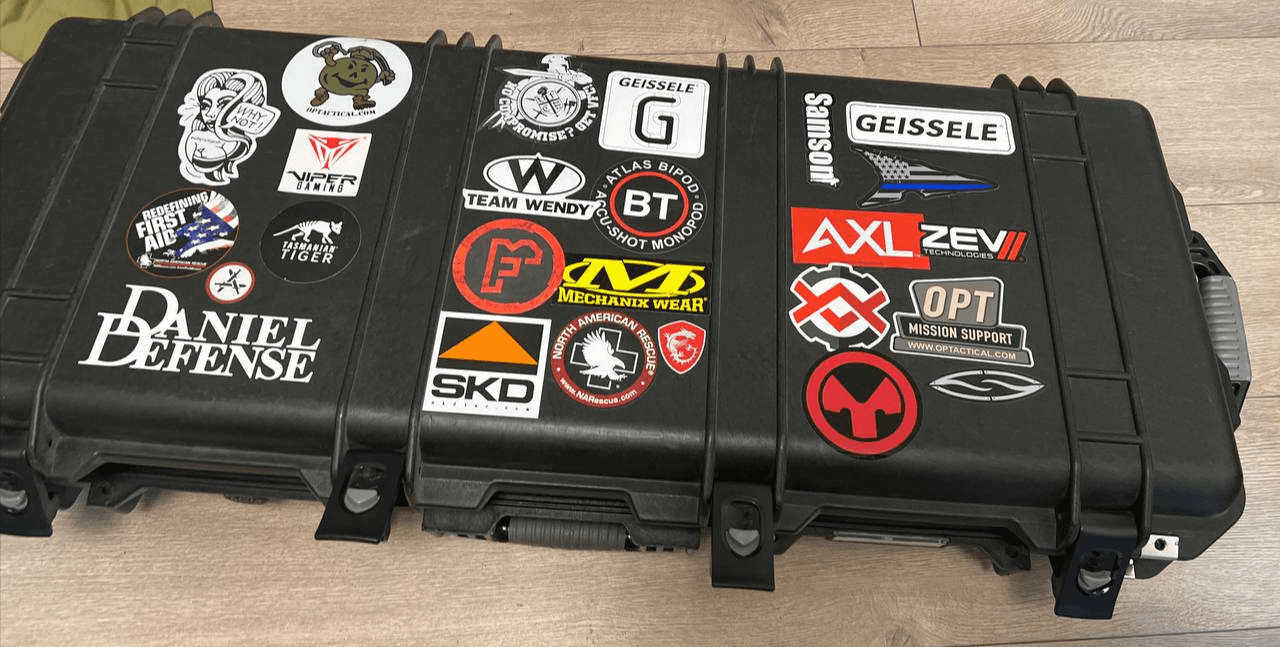 WHY
NOT!
OPTACTICAL.COM
VIPER
GAMING
REDEFINING
FIRST
AID
TASMANIAN
TIGER
DANIEL
DEFENSE
NO COMPROMISE? GET
GEISSELE
G
W
TEAM WENDY
ATLAS BIPOD
BT
ACCU-SHOT MONOPOD
F
M
MECHANIX WEAR
SKD
NORTH AMERICAN RESCUE
www.NARescue.com
Samson
GEISSELE
AXL
ZEV
TECHNOLOGIES
OPT
MISSION SUPPORT
WWW.OPTACTICAL.COM